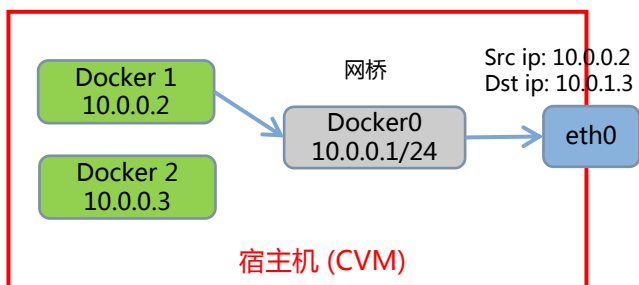 Docker 1
10.0.0.2
Docker 2
10.0.0.3
网桥
Docker0
10.0.0.1/24
Src ip: 10.0.0.2
Dst ip: 10.0.1.3
eth0
宿主机 (CVM)